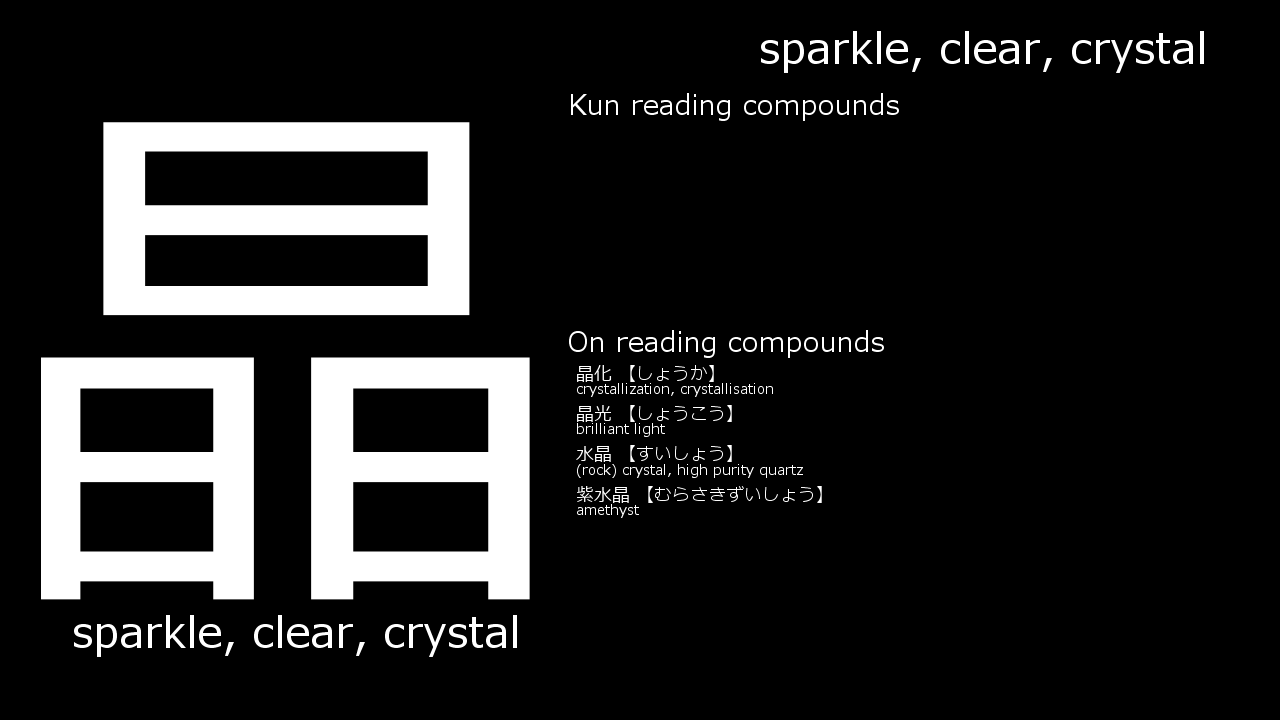 晶
sparkle, clear, crystal
sparkle, clear, crystal
Kun reading compounds
On reading compounds
晶化 【しょうか】
crystallization, crystallisation
晶光 【しょうこう】
brilliant light
水晶 【すいしょう】
(rock) crystal, high purity quartz
紫水晶 【むらさきずいしょう】
amethyst